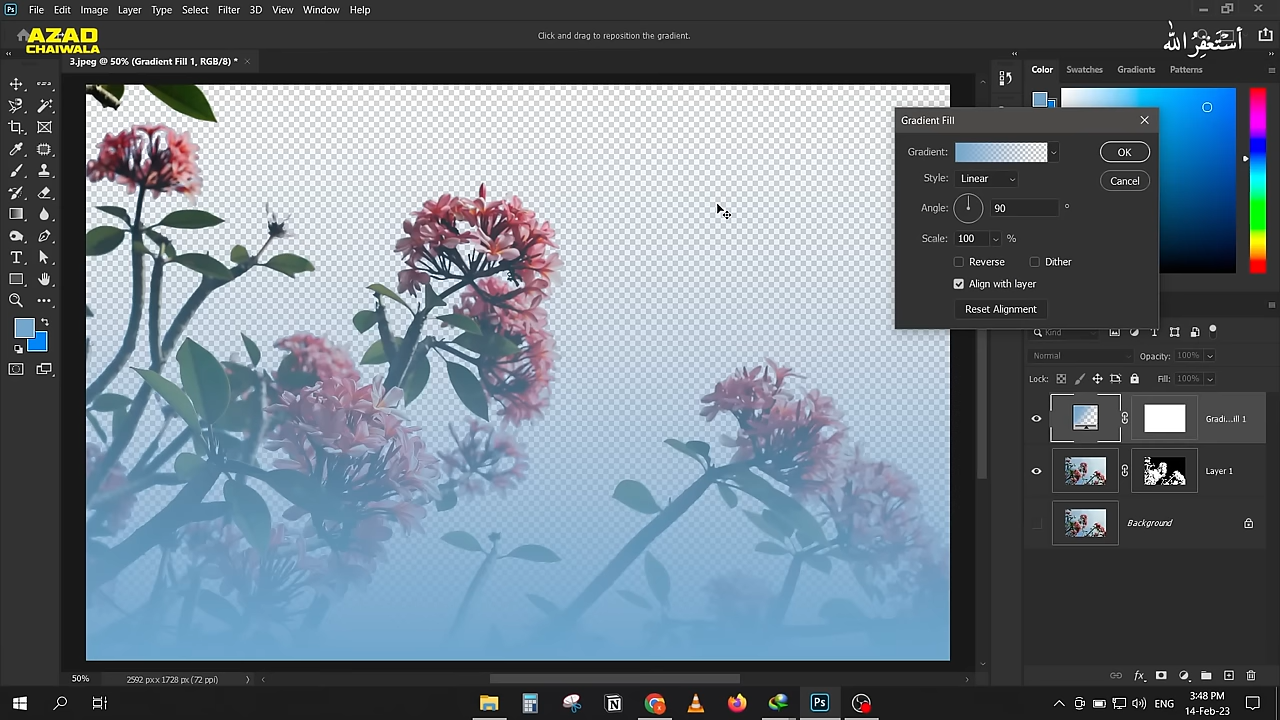 Ps File Edit Image Layer Type Select Filter 3D View Window Help
AZAD
CHAIWALA
Click and drag to reposition the gradient.
أستغفر الله
3.jpeg @ 50% (Gradient Fill 1, RGB/8) *
Color Swatches Gradients Patterns
Gradient Fill
Gradient:
OK
Style: Linear
Cancel
Angle: 90 °
Scale: 100 %
Reverse Dither
Align with layer
Reset Alignment
Kind
Normal Opacity: 100%
Lock: Fill: 100%
Gradi...ill 1
Layer 1
Background
50% 2592 px x 1728 px (72 ppi)
fx
ENG
3:48 PM
14-Feb-23